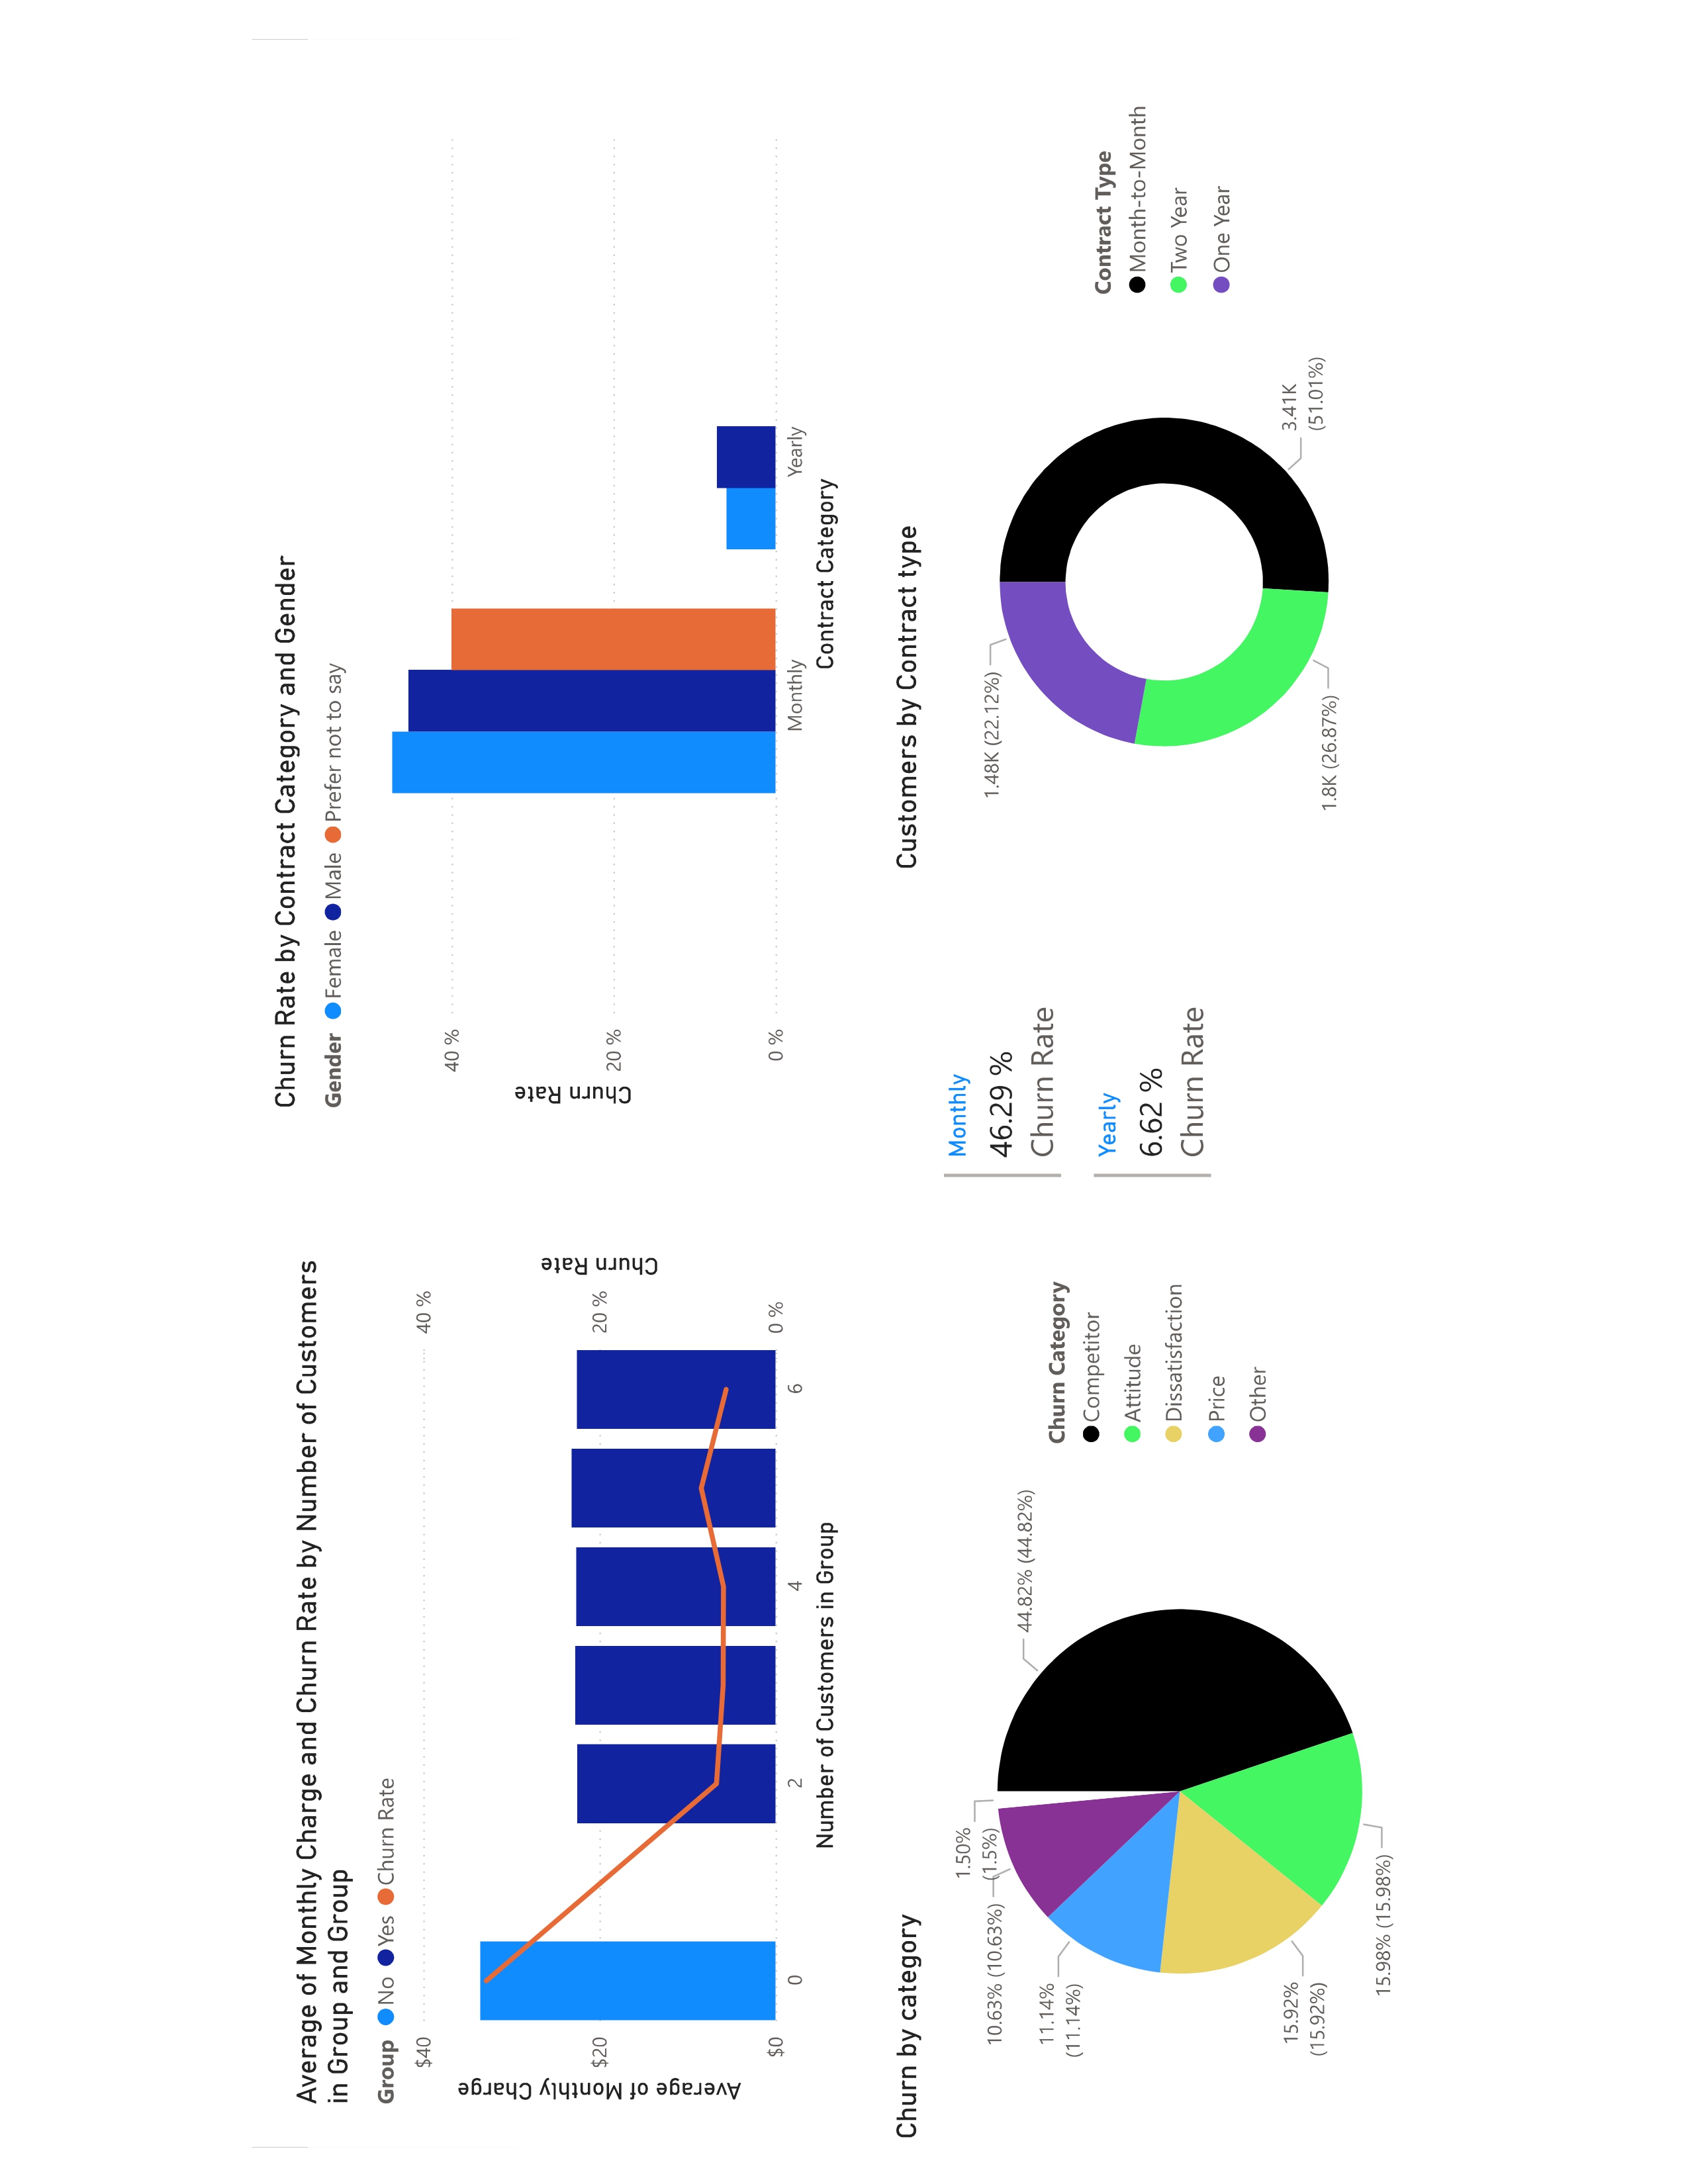 Average of Monthly Charge and Churn Rate by Number of Customers
in Group and Group
Group No Yes Churn Rate
$40
$20
$0
Average of Monthly Charge
40 %
20 %
0 %
Churn Rate
0 2 4 6
Number of Customers in Group
Churn Rate by Contract Category and Gender
Gender Female Male Prefer not to say
40 %
20 %
0 %
Churn Rate
Monthly Yearly
Contract Category
Churn by category
1.50%
(1.5%)
10.63% (10.63%)
44.82% (44.82%)
11.14%
(11.14%)
15.92%
(15.92%)
15.98% (15.98%)
Churn Category
Competitor
Attitude
Dissatisfaction
Price
Other
Monthly
46.29 %
Churn Rate
Yearly
6.62 %
Churn Rate
Customers by Contract type
1.48K (22.12%)
3.41K
(51.01%)
1.8K (26.87%)
Contract Type
Month-to-Month
Two Year
One Year